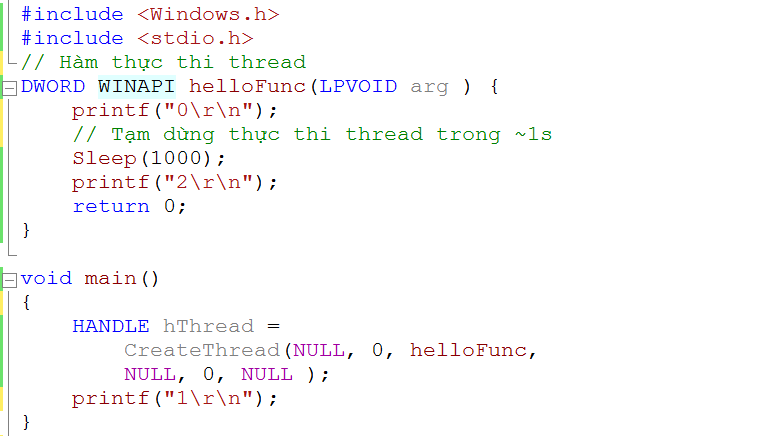 #include <Windows.h>
#include <stdio.h>
// Hàm thực thi thread
DWORD WINAPI helloFunc(LPVOID arg ) {
    printf("0\r\n");
    // Tạm dừng thực thi thread trong ~1s
    Sleep(1000);
    printf("2\r\n");
    return 0;
}
void main()
{
    HANDLE hThread =
        CreateThread(NULL, 0, helloFunc,
        NULL, 0, NULL );
    printf("1\r\n");
}